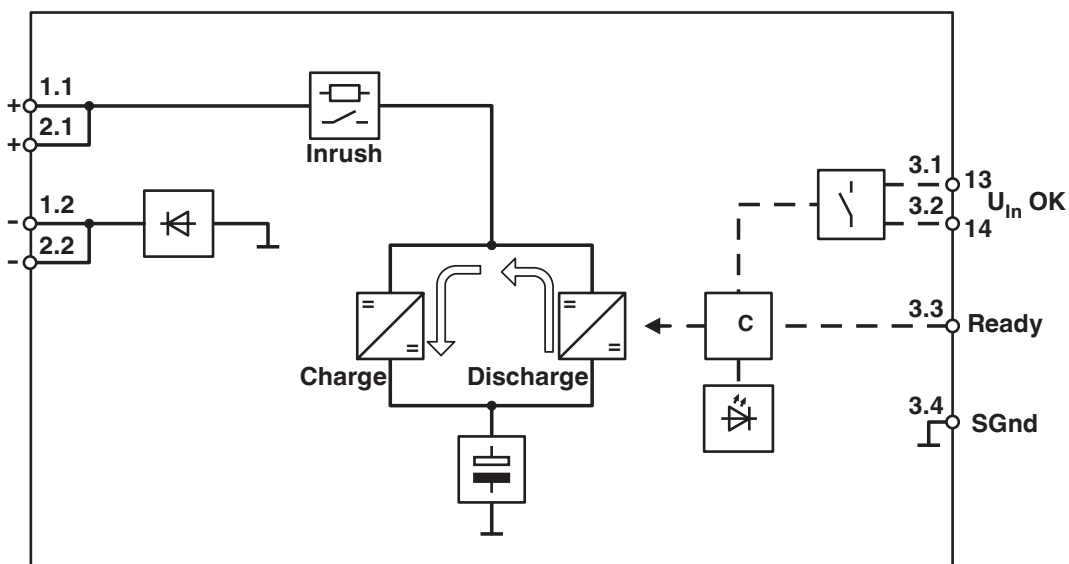 + 1.1
+ 2.1
Inrush
- 1.2
- 2.2
3.1 13
U_In OK
3.2 14
= =
= =
C
3.3 Ready
Charge
Discharge
3.4 SGnd